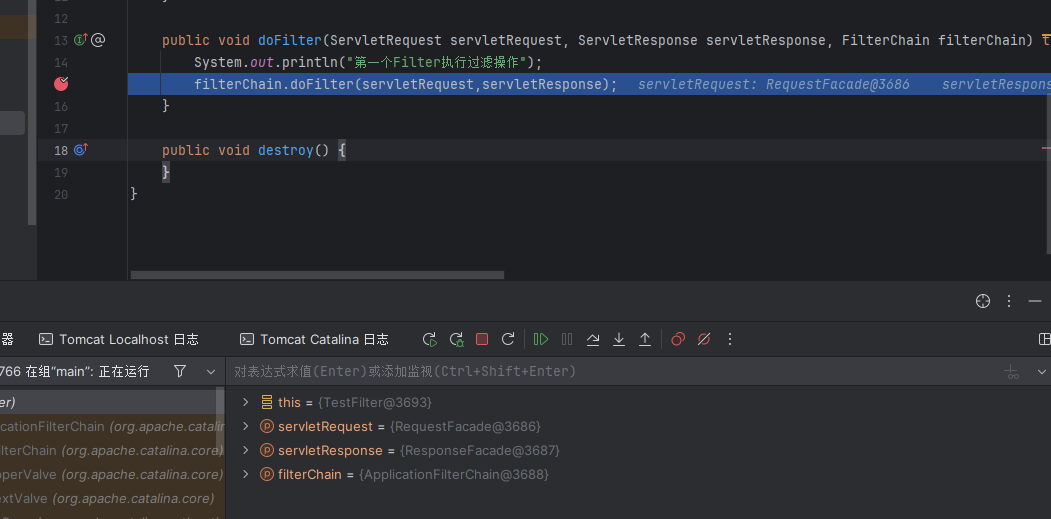 12
13 public void doFilter(ServletRequest servletRequest, ServletResponse servletResponse, FilterChain filterChain) t
14 System.out.println("第一个Filter执行过滤操作");
filterChain.doFilter(servletRequest,servletResponse); servletRequest: RequestFacade@3686 servletRespons
16 }
17
18 public void destroy() {
19 }
20 }
器 Tomcat Localhost 日志 Tomcat Catalina 日志
766 在组"main": 正在运行 对表达式求值(Enter)或添加监视(Ctrl+Shift+Enter)
er) this = {TestFilter@3693}
icationFilterChain (org.apache.catalin servletRequest = {RequestFacade@3686}
ilterChain (org.apache.catalina.core) servletResponse = {ResponseFacade@3687}
pperValve (org.apache.catalina.core) filterChain = {ApplicationFilterChain@3688}
extValve (org.apache.catalina.core)